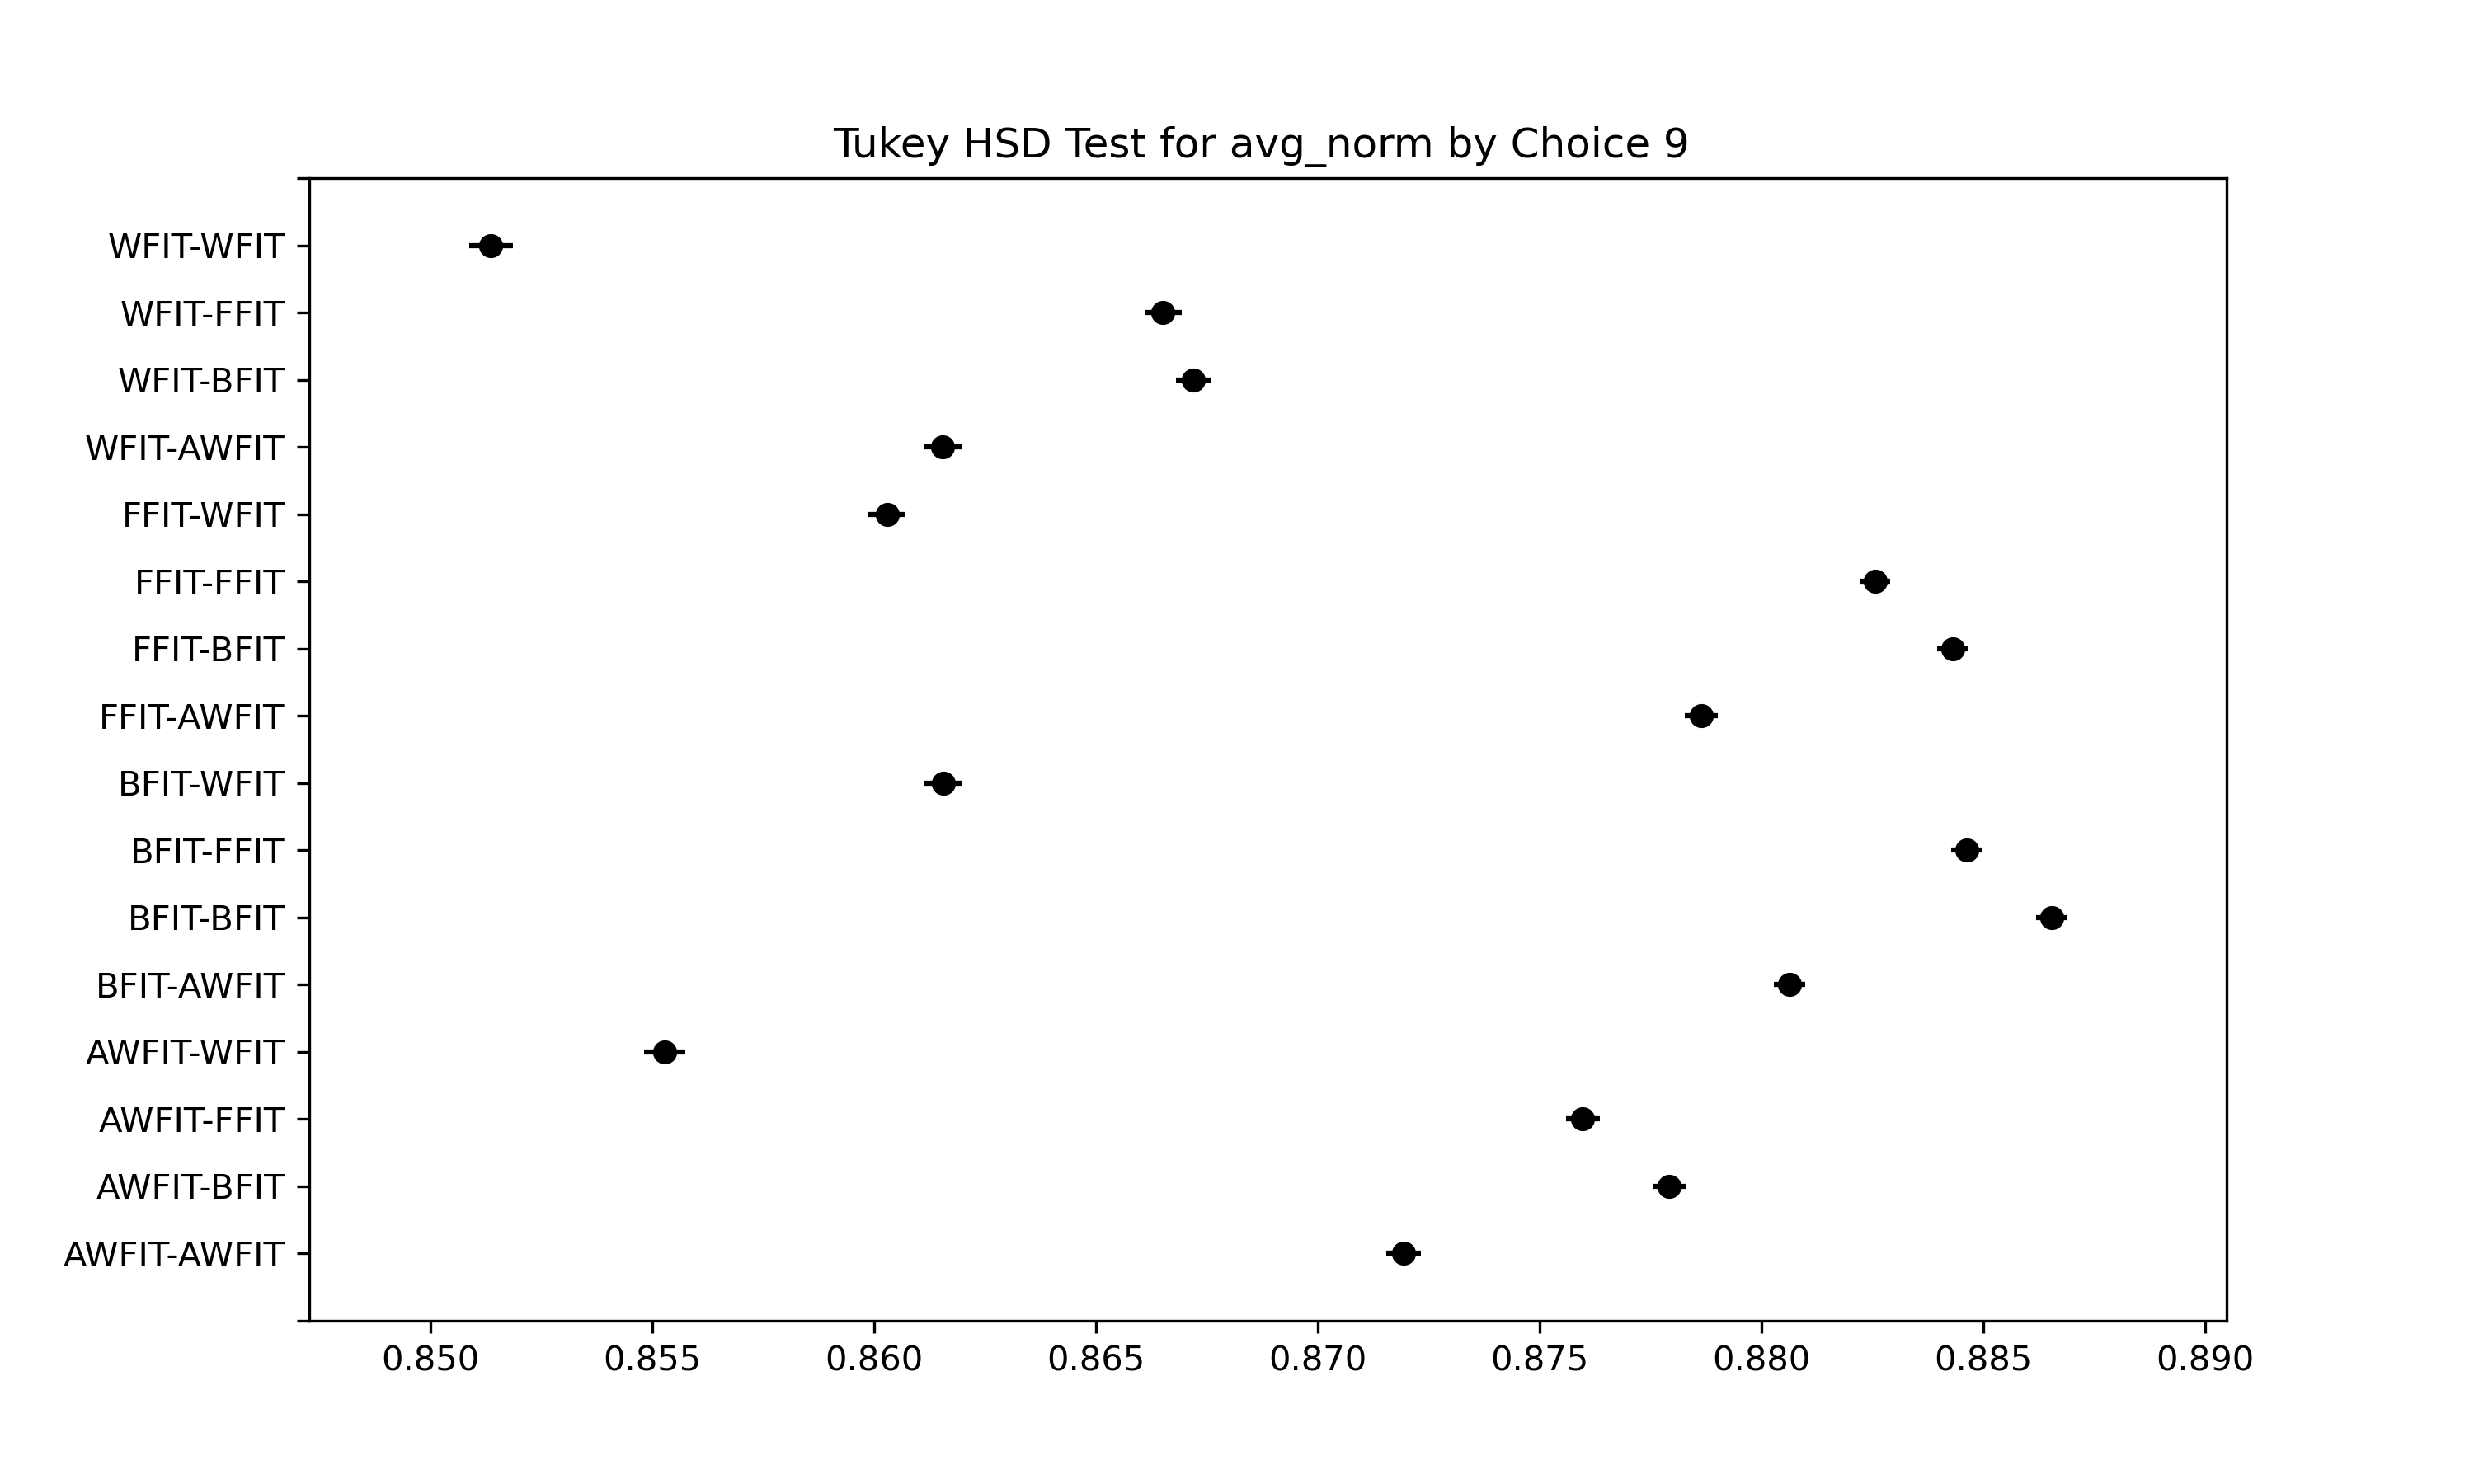 Tukey HSD Test for avg_norm by Choice 9
WFIT-WFIT
WFIT-FFIT
WFIT-BFIT
WFIT-AWFIT
FFIT-WFIT
FFIT-FFIT
FFIT-BFIT
FFIT-AWFIT
BFIT-WFIT
BFIT-FFIT
BFIT-BFIT
BFIT-AWFIT
AWFIT-WFIT
AWFIT-FFIT
AWFIT-BFIT
AWFIT-AWFIT
0.850 0.855 0.860 0.865 0.870 0.875 0.880 0.885 0.890